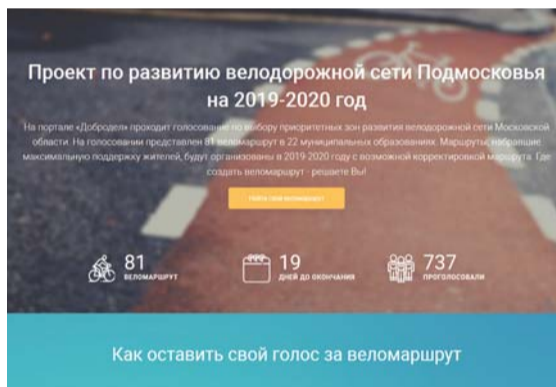 Проект по развитию велодорожной сети Подмосковья
на 2019-2020 год
На портале «Добродел» проходит голосование по выбору приоритетных зон развития велодорожной сети Московской
области. На голосовании представлен 81 веломаршрут в 22 муниципальных образованиях. Маршруты, набравшие
максимальную поддержку жителей, будут организованы в 2019-2020 году с возможной корректировкой маршрута. Где
создать веломаршрут - решаете Вы!
Найти свой веломаршрут
81
ВЕЛОМАРШРУТ
19
ДНЕЙ ДО ОКОНЧАНИЯ
737
ПРОГОЛОСОВАЛИ
Как оставить свой голос за веломаршрут